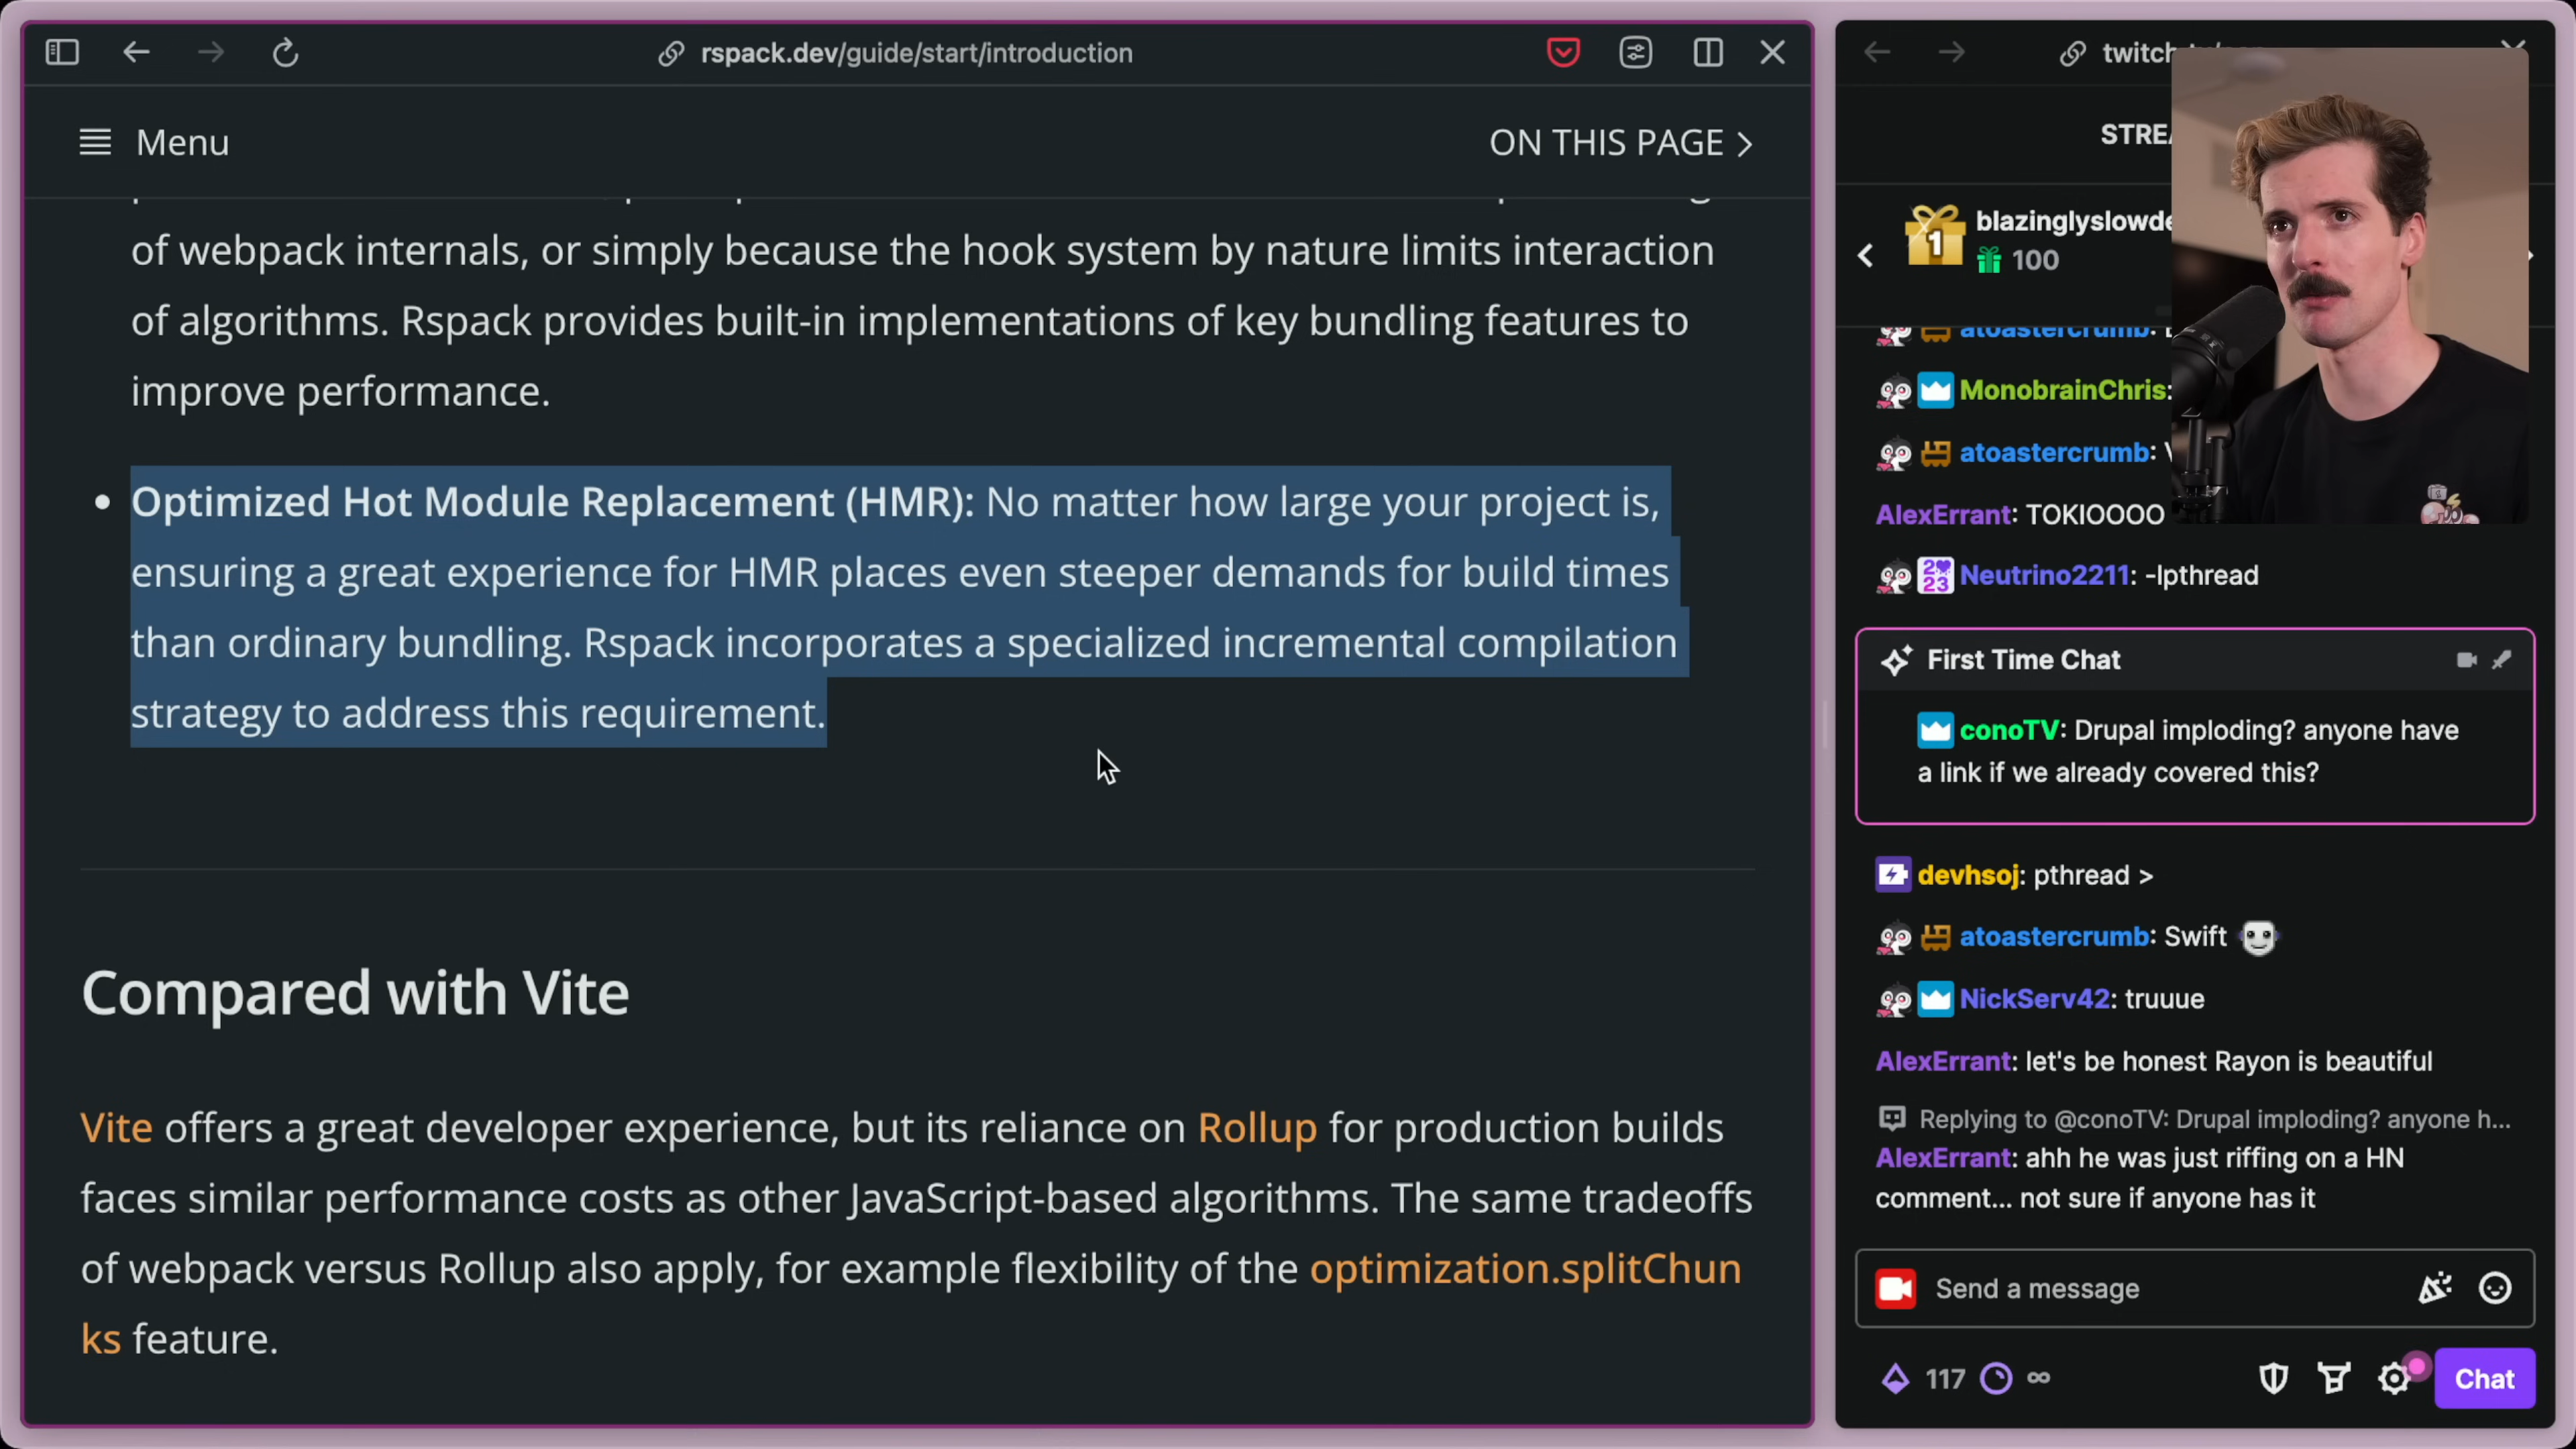 rspack.dev/guide/start/introduction
Menu
ON THIS PAGE
of webpack internals, or simply because the hook system by nature limits interaction
of algorithms. Rspack provides built-in implementations of key bundling features to
improve performance.
Optimized Hot Module Replacement (HMR): No matter how large your project is,
ensuring a great experience for HMR places even steeper demands for build times
than ordinary bundling. Rspack incorporates a specialized incremental compilation
strategy to address this requirement.
Compared with Vite
Vite offers a great developer experience, but its reliance on Rollup for production builds
faces similar performance costs as other JavaScript-based algorithms. The same tradeoffs
of webpack versus Rollup also apply, for example flexibility of the optimization.splitChun
ks feature.
twitch
STREA
1 blazinglyslowde
100
atoastercrumb:
MonobrainChris:
atoastercrumb:
AlexErrant: TOKIOOOO
2 23 Neutrino2211: -lpthread
First Time Chat
conoTV: Drupal imploding? anyone have
a link if we already covered this?
devhsoj: pthread >
atoastercrumb: Swift
NickServ42: truuue
AlexErrant: let's be honest Rayon is beautiful
Replying to @conoTV: Drupal imploding? anyone h...
AlexErrant: ahh he was just riffing on a HN
comment... not sure if anyone has it
Send a message
117 ∞
Chat